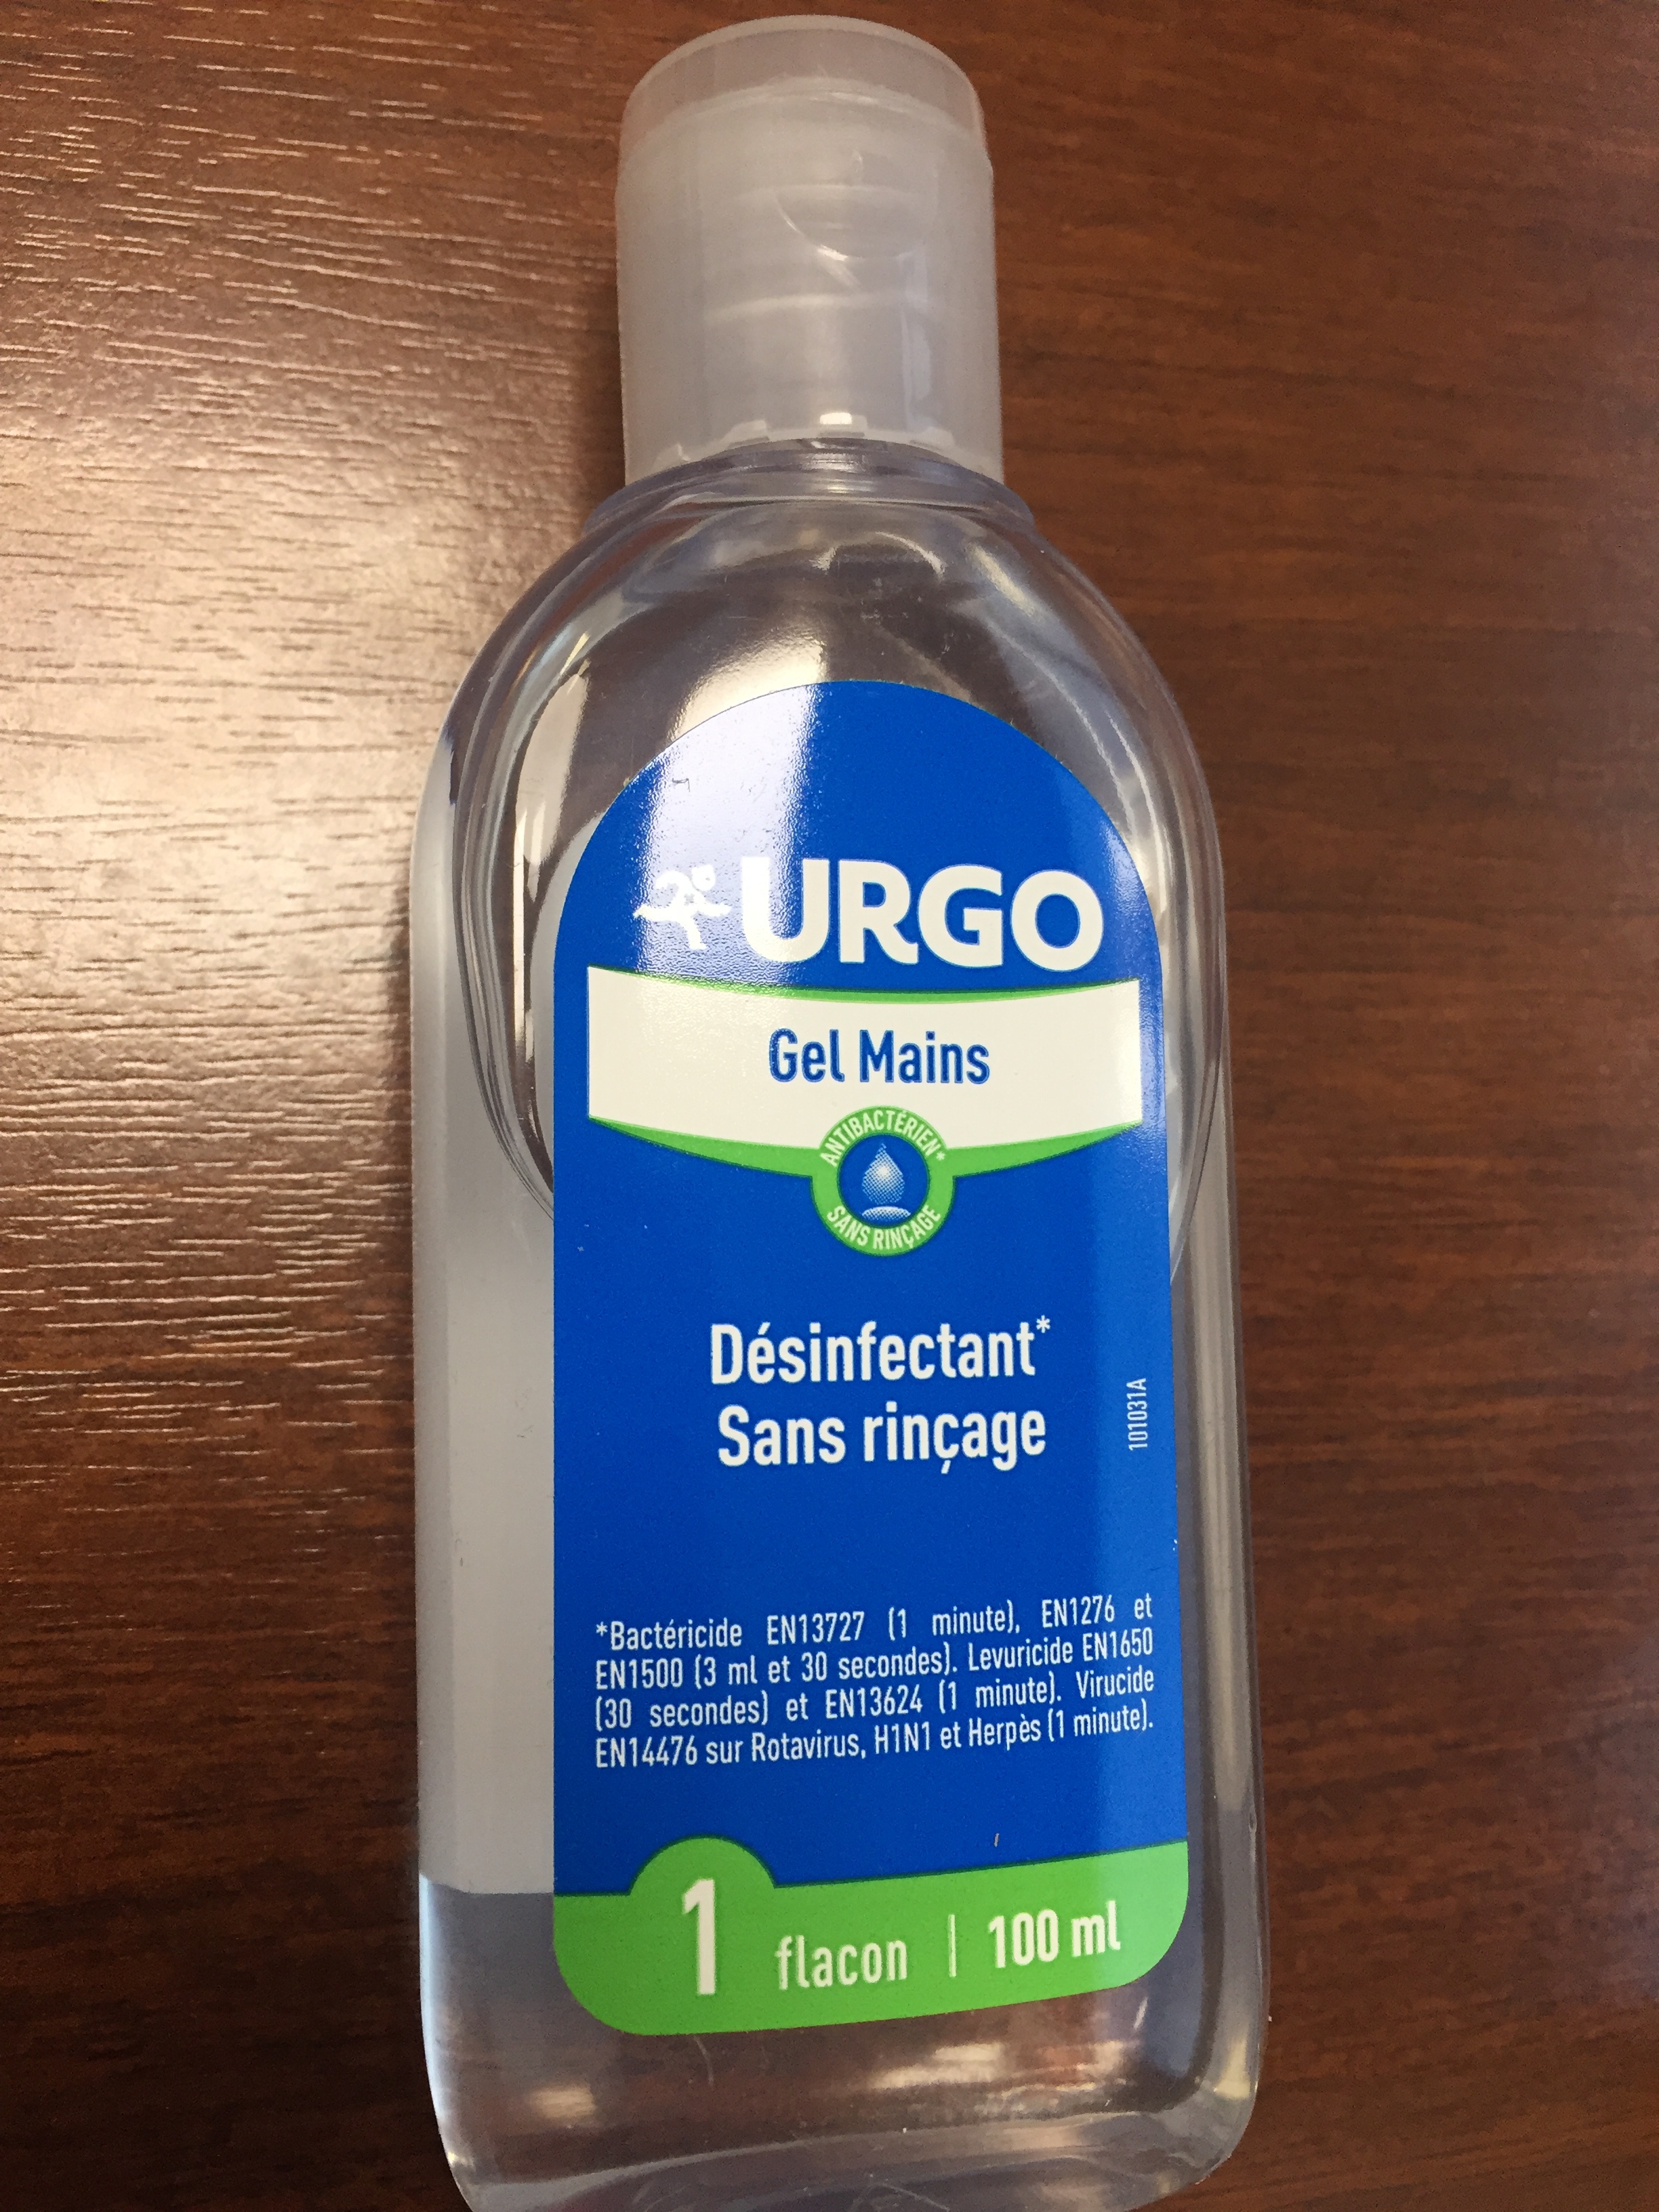 URGO
Gel Mains
ANTIBACTÉRIEN*
SANS RINÇAGE
Désinfectant*
Sans rinçage
101031A
*Bactéricide EN13727 (1 minute), EN1276 et
EN1500 (3 ml et 30 secondes). Levuricide EN1650
(30 secondes) et EN13624 (1 minute). Virucide
EN14476 sur Rotavirus, H1N1 et Herpès (1 minute).
1 flacon | 100 ml